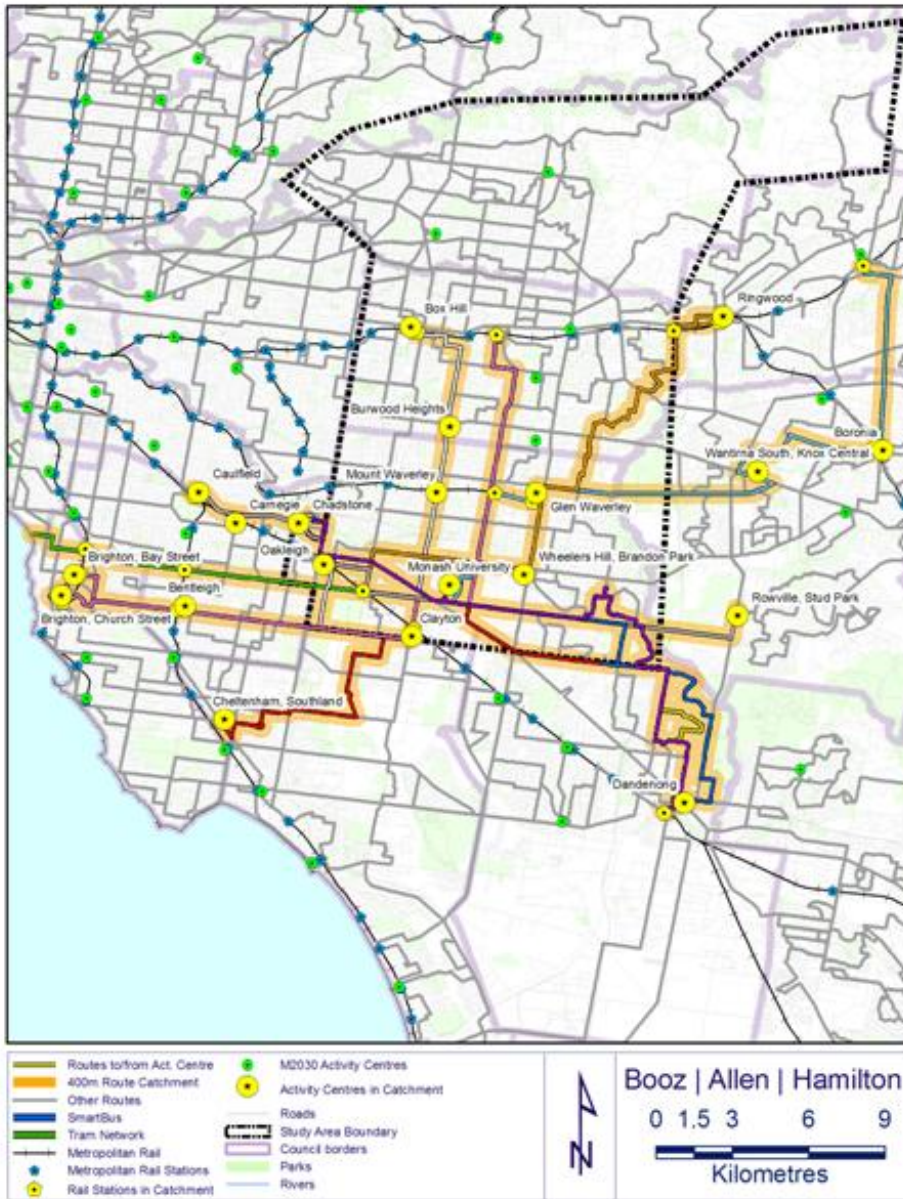 Ringwood
Box Hill
Burwood Heights
Boronia
Wantirna South, Knox Central
Mount Waverley
Caulfield
Glen Waverley
Carnegie
Chadstone
Oakleigh
Wheelers Hill, Brandon Park
Brighton, Bay Street
Monash University
Bentleigh
Rowville, Stud Park
Brighton, Church Street
Clayton
Cheltenham, Southland
Dandenong
Routes to/from Act. Centre
400m Route Catchment
Other Routes
SmartBus
Tram Network
Metropolitan Rail
Metropolitan Rail Stations
Rail Stations in Catchment
M2030 Activity Centres
Activity Centres in Catchment
Roads
Study Area Boundary
Council borders
Parks
Rivers
N
Booz | Allen | Hamilton
0 1.5 3 6 9
Kilometres